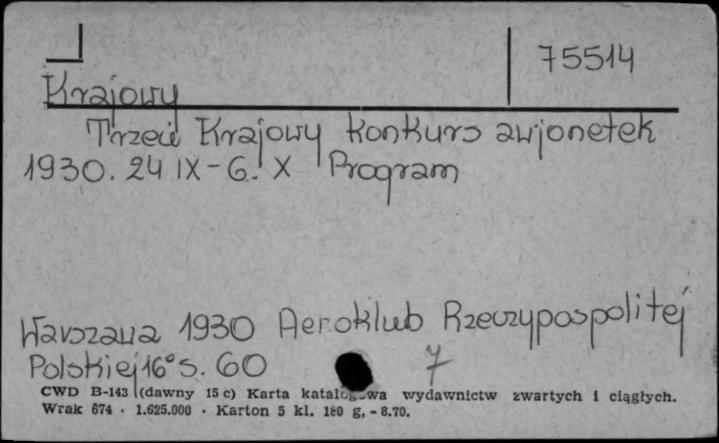 75514
Krajowy
Trzeci Krajowy Konkurs awjonetek
1930. 24 IX - 6. X Program
Warszawa 1930 Aeroklub Rzeczypospolitej
Polskiej 16° s. 60
7
CWD B-143 (dawny 15 c) Karta katalogowa wydawnictw zwartych i ciągłych.
Wrak 674 · 1.625.000 · Karton 5 kl. 180 g, - 8.70.